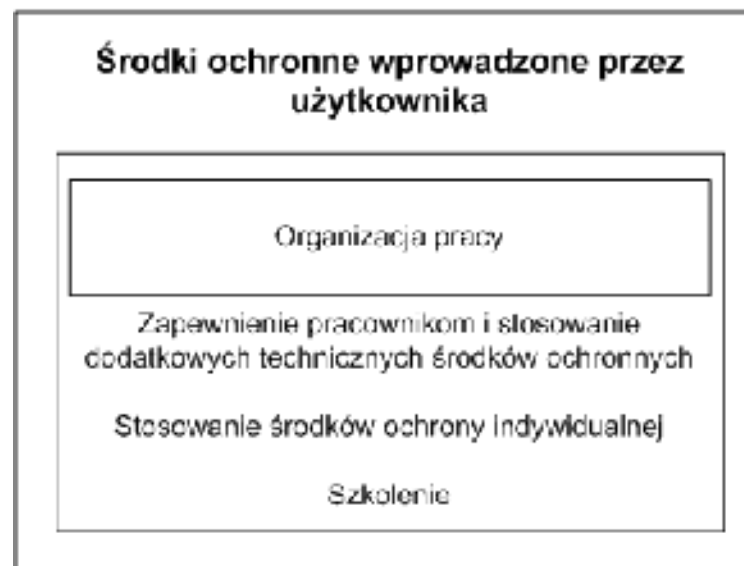 Środki ochronne wprowadzone przez
użytkownika
Organizacja pracy
Zapewnienie pracownikom i stosowanie
dodatkowych technicznych środków ochronnych
Stosowanie środków ochrony indywidualnej
Szkolenie